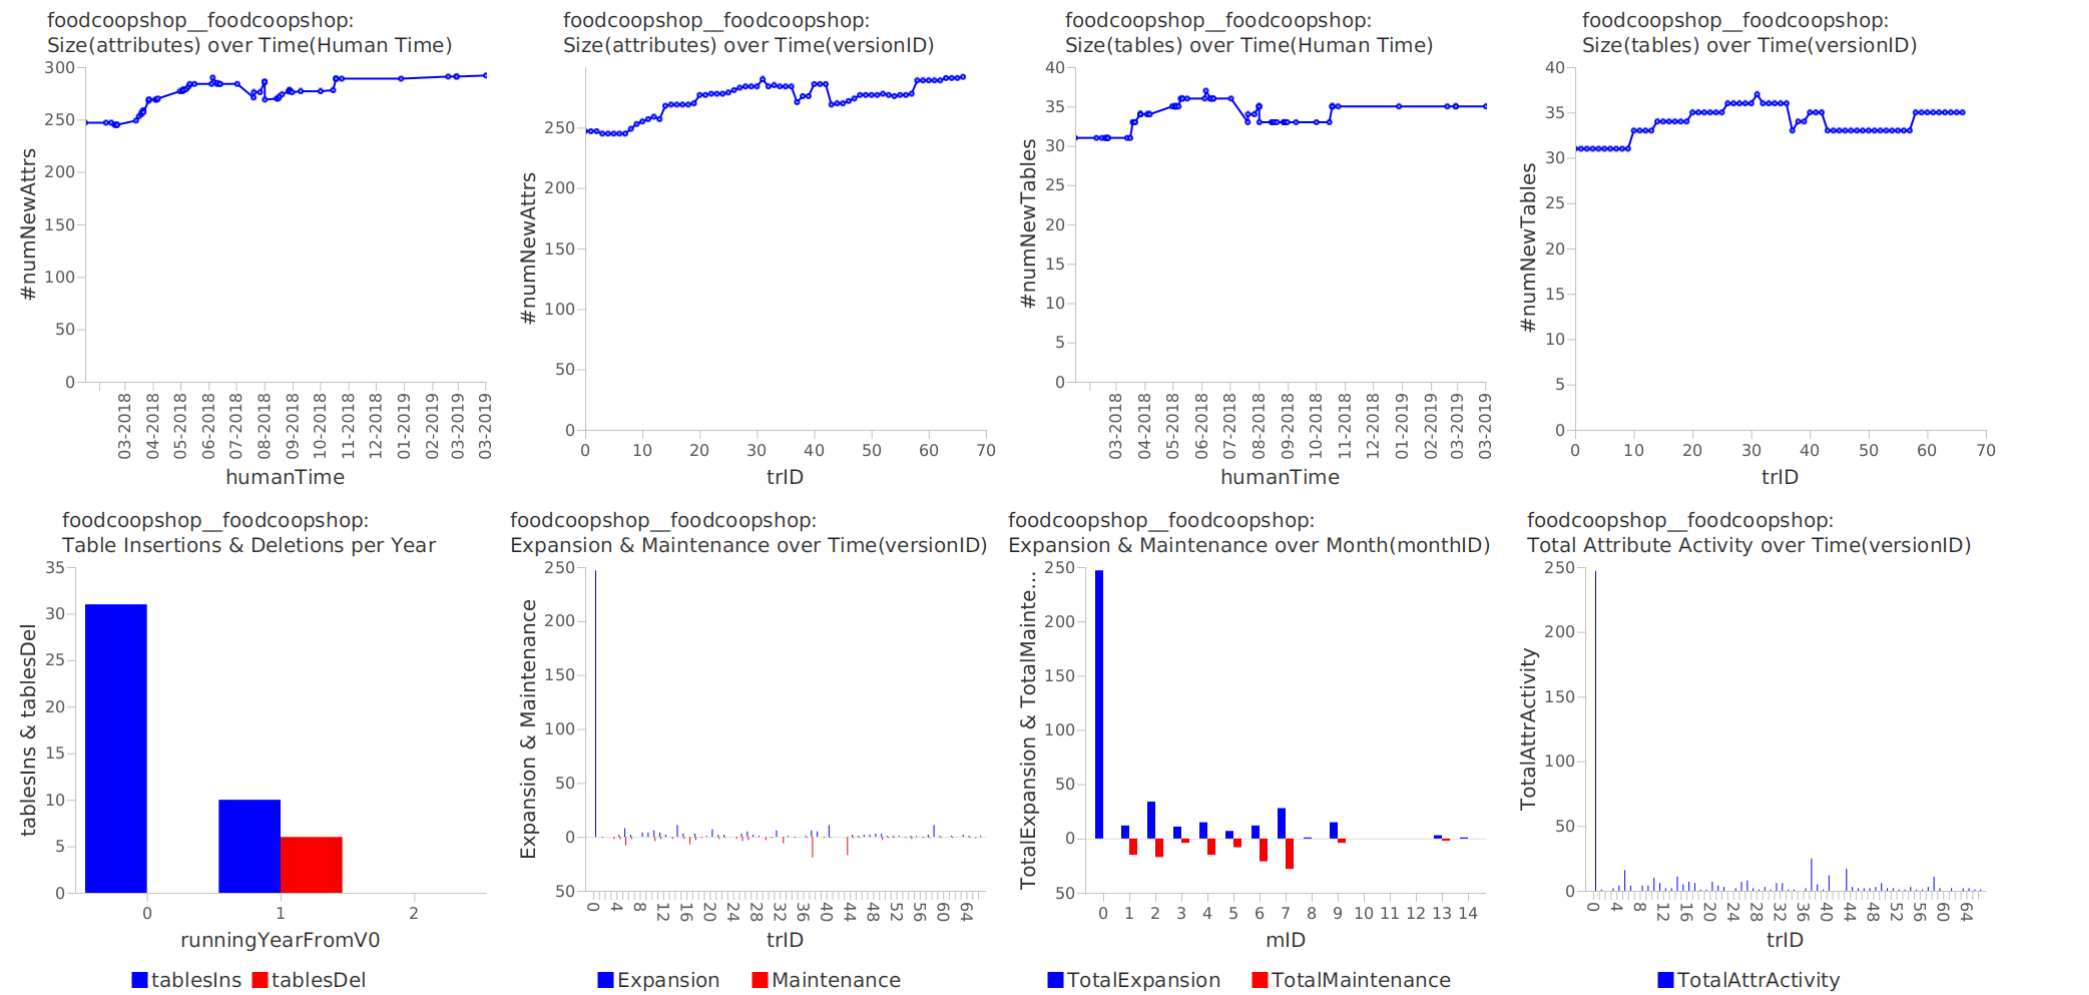 foodcoopshop__foodcoopshop:
Size(attributes) over Time(Human Time)
300
250
200
150
100
50
0
#numNewAttrs
03-2018
04-2018
05-2018
06-2018
07-2018
08-2018
09-2018
10-2018
11-2018
12-2018
01-2019
02-2019
03-2019
03-2019
humanTime
foodcoopshop__foodcoopshop:
Size(attributes) over Time(versionID)
250
200
150
100
50
0
#numNewAttrs
0 10 20 30 40 50 60 70
trID
foodcoopshop__foodcoopshop:
Size(tables) over Time(Human Time)
40
35
30
25
20
15
10
5
0
#numNewTables
03-2018
04-2018
05-2018
06-2018
07-2018
08-2018
09-2018
10-2018
11-2018
12-2018
01-2019
02-2019
03-2019
03-2019
humanTime
foodcoopshop__foodcoopshop:
Size(tables) over Time(versionID)
40
35
30
25
20
15
10
5
0
#numNewTables
0 10 20 30 40 50 60 70
trID
foodcoopshop__foodcoopshop:
Table Insertions & Deletions per Year
35
30
25
20
15
10
5
0
tablesIns & tablesDel
0 1 2
runningYearFromV0
tablesIns tablesDel
foodcoopshop__foodcoopshop:
Expansion & Maintenance over Time(versionID)
250
200
150
100
50
0
50
Expansion & Maintenance
0 4 8 12 16 20 24 28 32 36 40 44 48 52 56 60 64
trID
Expansion Maintenance
foodcoopshop__foodcoopshop:
Expansion & Maintenance over Month(monthID)
250
200
150
100
50
0
50
TotalExpansion & TotalMainte...
0 1 2 3 4 5 6 7 8 9 10 11 12 13 14
mID
TotalExpansion TotalMaintenance
foodcoopshop__foodcoopshop:
Total Attribute Activity over Time(versionID)
250
200
150
100
50
0
TotalAttrActivity
0 4 8 12 16 20 24 28 32 36 40 44 48 52 56 60 64
trID
TotalAttrActivity